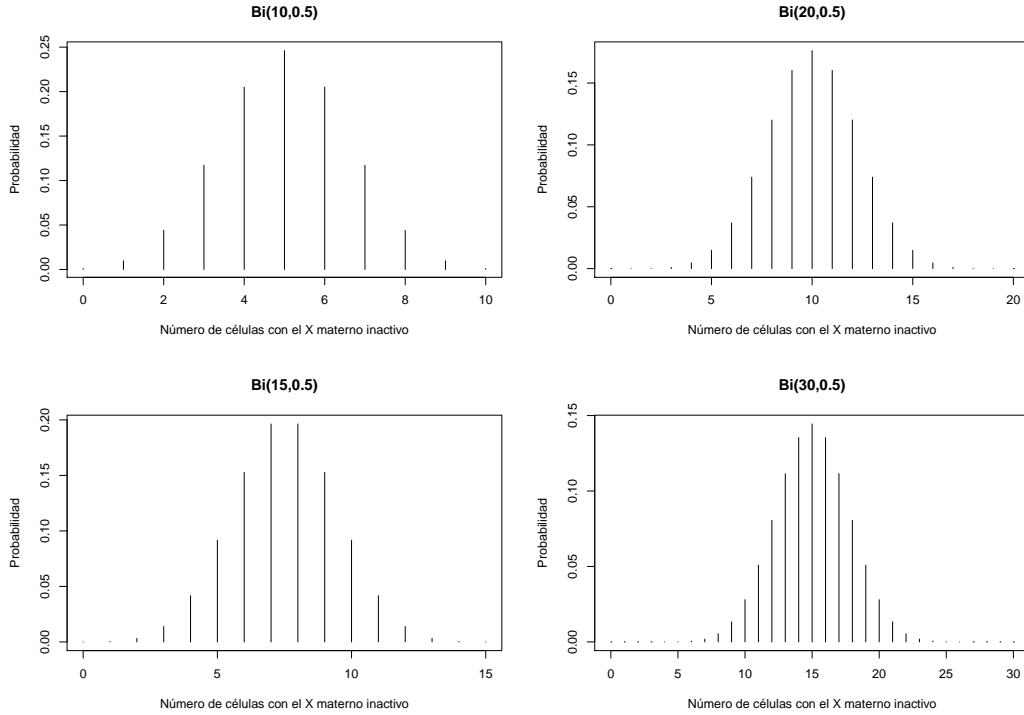 Bi(10,0.5)
Probabilidad
0.00 0.05 0.10 0.15 0.20 0.25
0 2 4 6 8 10
Número de células con el X materno inactivo
Bi(20,0.5)
Probabilidad
0.00 0.05 0.10 0.15
0 5 10 15 20
Número de células con el X materno inactivo
Bi(15,0.5)
Probabilidad
0.00 0.05 0.10 0.15 0.20
0 5 10 15
Número de células con el X materno inactivo
Bi(30,0.5)
Probabilidad
0.00 0.05 0.10 0.15
0 5 10 15 20 25 30
Número de células con el X materno inactivo